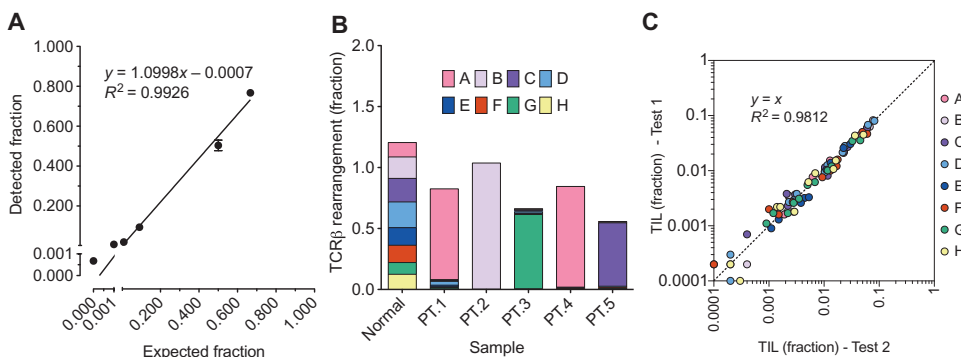 A
1.000
0.800
0.600
0.400
0.200
0.001
0.000
Detected fraction
y = 1.0998x – 0.0007
R² = 0.9926
0.000
0.001
0.200
0.400
0.600
0.800
1.000
Expected fraction
B
2.0
1.5
1.0
0.5
0.0
TCRβ rearrangement (fraction)
A B C D
E F G H
Normal
PT.1
PT.2
PT.3
PT.4
PT.5
Sample
C
1
0.1
0.01
0.001
0.0001
TIL (fraction) - Test 1
y = x
R² = 0.9812
0.0001
0.001
0.01
0.1
1
TIL (fraction) - Test 2
A
B
C
D
E
F
G
H